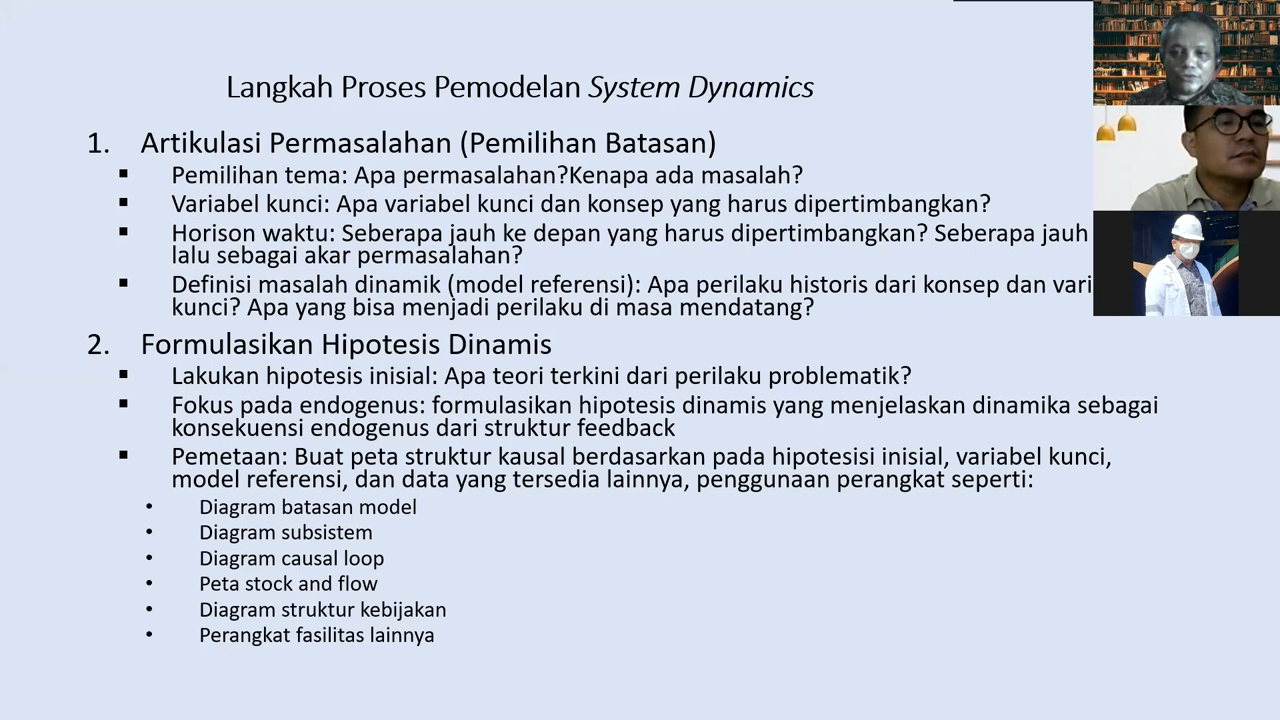 Langkah Proses Pemodelan System Dynamics
1. Artikulasi Permasalahan (Pemilihan Batasan)
▪ Pemilihan tema: Apa permasalahan?Kenapa ada masalah?
▪ Variabel kunci: Apa variabel kunci dan konsep yang harus dipertimbangkan?
▪ Horison waktu: Seberapa jauh ke depan yang harus dipertimbangkan? Seberapa jauh
lalu sebagai akar permasalahan?
▪ Definisi masalah dinamik (model referensi): Apa perilaku historis dari konsep dan vari
kunci? Apa yang bisa menjadi perilaku di masa mendatang?
2. Formulasikan Hipotesis Dinamis
▪ Lakukan hipotesis inisial: Apa teori terkini dari perilaku problematik?
▪ Fokus pada endogenus: formulasikan hipotesis dinamis yang menjelaskan dinamika sebagai
konsekuensi endogenus dari struktur feedback
▪ Pemetaan: Buat peta struktur kausal berdasarkan pada hipotesisi inisial, variabel kunci,
model referensi, dan data yang tersedia lainnya, penggunaan perangkat seperti:
• Diagram batasan model
• Diagram subsistem
• Diagram causal loop
• Peta stock and flow
• Diagram struktur kebijakan
• Perangkat fasilitas lainnya